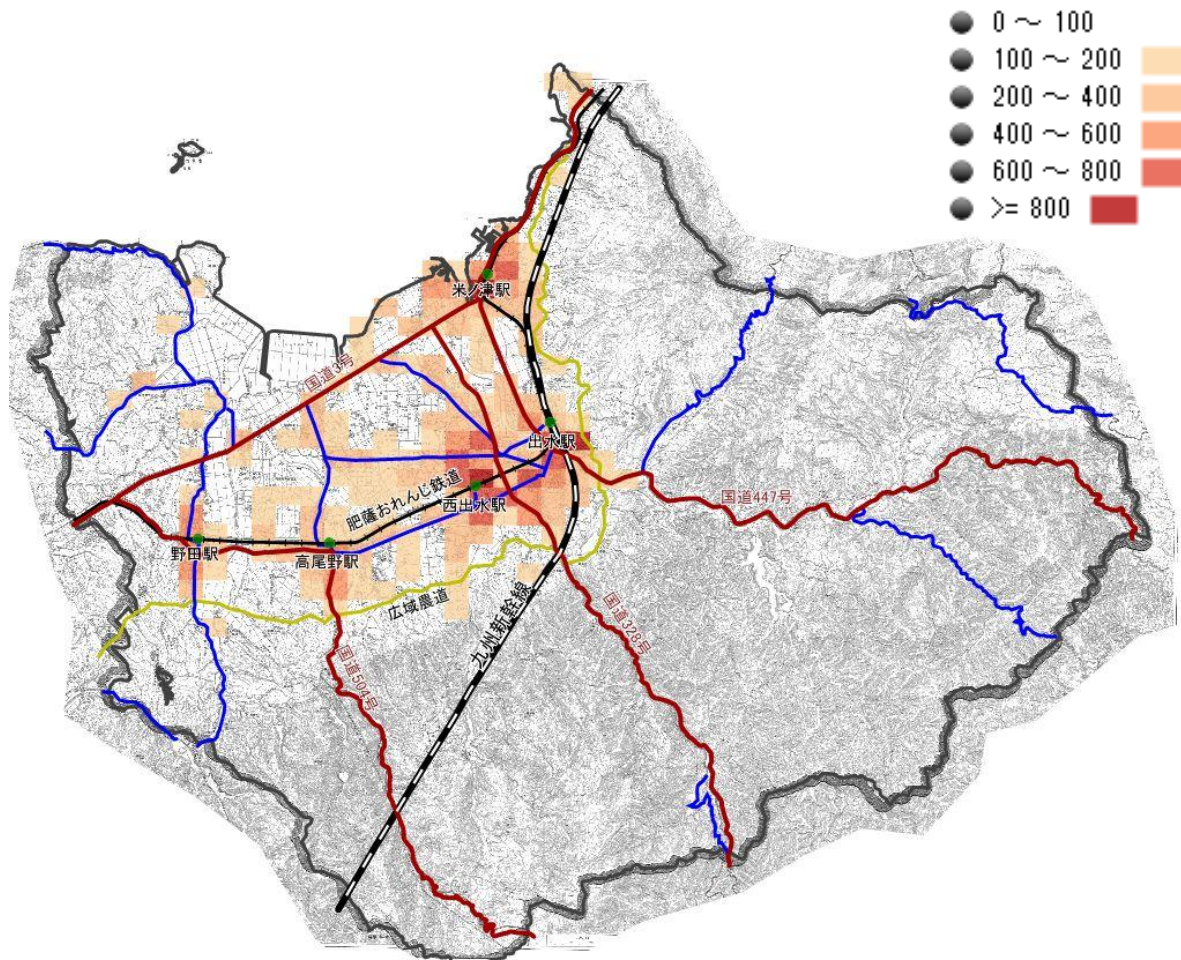 0 ～ 100
100 ～ 200
200 ～ 400
400 ～ 600
600 ～ 800
>= 800
米ノ津駅
国道3号
出水駅
肥薩おれんじ鉄道
西出水駅
国道447号
野田駅
高尾野駅
広域農道
九州新幹線
国道328号
国道504号